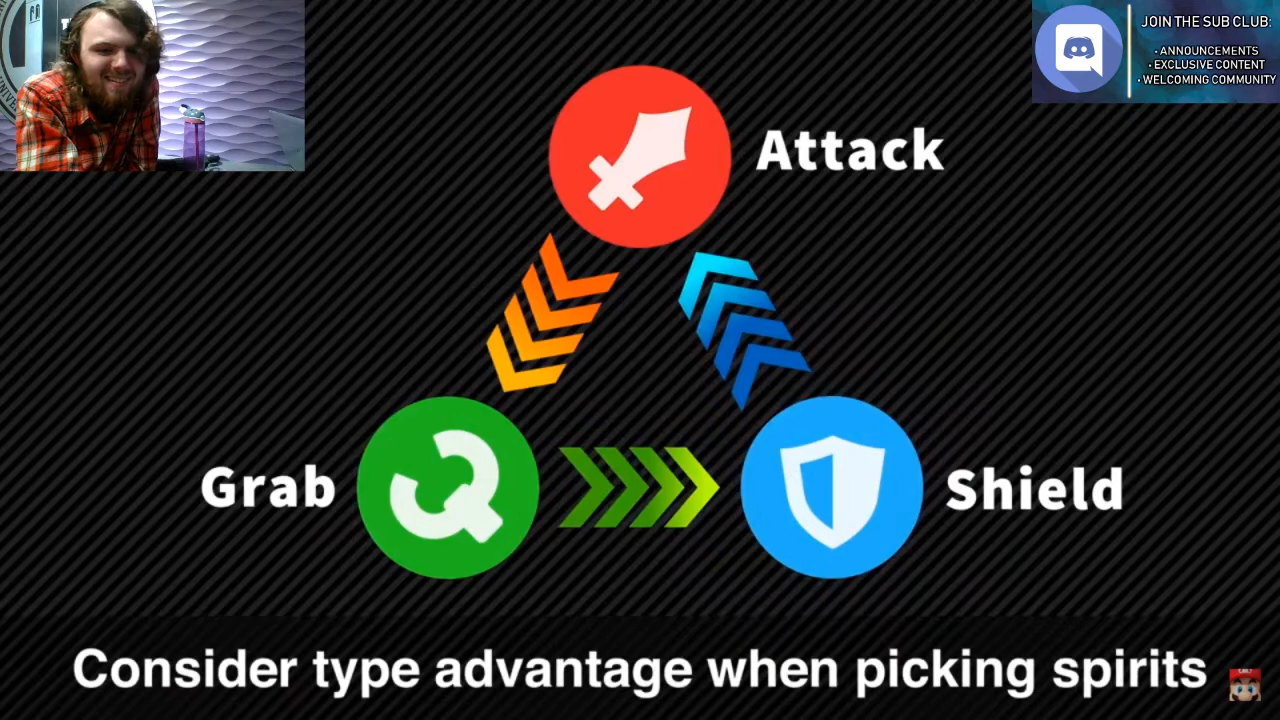 JOIN THE SUB CLUB:
• ANNOUNCEMENTS
• EXCLUSIVE CONTENT
• WELCOMING COMMUNITY
Attack
Grab
Shield
Consider type advantage when picking spirits